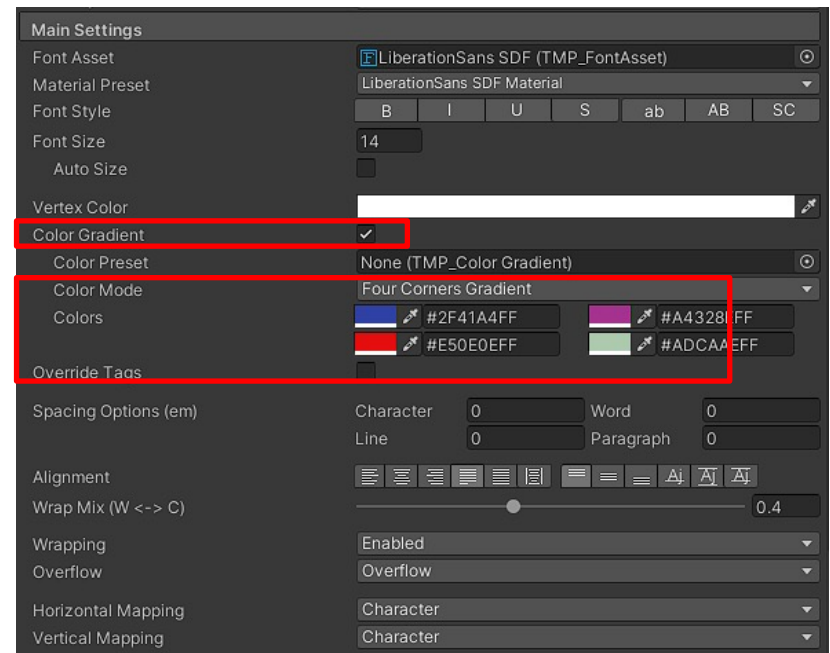 Main Settings
Font Asset F LiberationSans SDF (TMP_FontAsset)
Material Preset LiberationSans SDF Material
Font Style B I U S ab AB SC
Font Size 14
Auto Size
Vertex Color
Color Gradient
Color Preset None (TMP_Color Gradient)
Color Mode Four Corners Gradient
Colors #2F41A4FF #A4328EFF
#E50E0EFF #ADCAAEFF
Override Tags
Spacing Options (em) Character 0 Word 0
Line 0 Paragraph 0
Alignment
Wrap Mix (W <-> C) 0.4
Wrapping Enabled
Overflow Overflow
Horizontal Mapping Character
Vertical Mapping Character